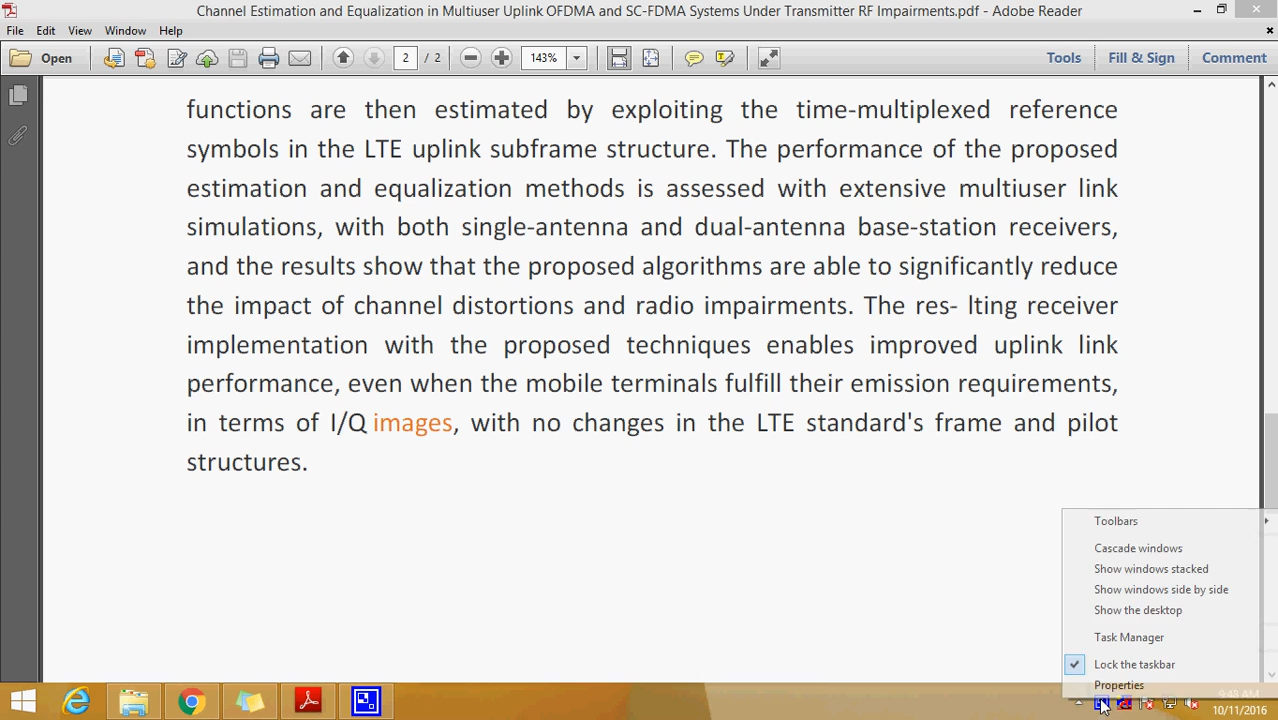 Channel Estimation and Equalization in Multiuser Uplink OFDMA and SC-FDMA Systems Under Transmitter RF Impairments.pdf - Adobe Reader
File Edit View Window Help
Open 2 / 2 143% Tools Fill & Sign Comment
functions are then estimated by exploiting the time-multiplexed reference
symbols in the LTE uplink subframe structure. The performance of the proposed
estimation and equalization methods is assessed with extensive multiuser link
simulations, with both single-antenna and dual-antenna base-station receivers,
and the results show that the proposed algorithms are able to significantly reduce
the impact of channel distortions and radio impairments. The res- lting receiver
implementation with the proposed techniques enables improved uplink link
performance, even when the mobile terminals fulfill their emission requirements,
in terms of I/Q images, with no changes in the LTE standard's frame and pilot
structures.
Toolbars
Cascade windows
Show windows stacked
Show windows side by side
Show the desktop
Task Manager
Lock the taskbar
Properties
9:48 AM
10/11/2016